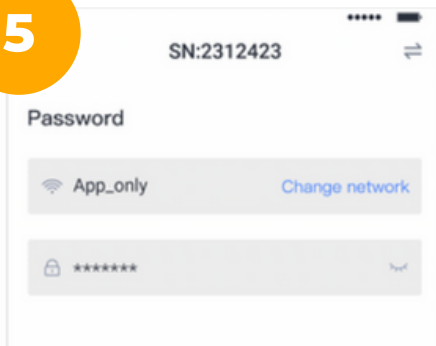 5
SN:2312423
Password
App_only Change network
*******